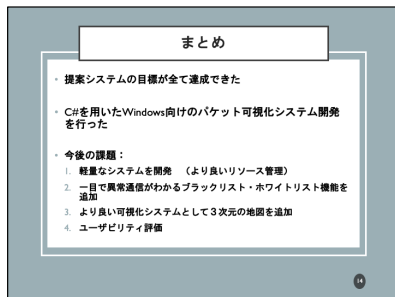 まとめ
• 提案システムの目標が全て達成できた
• C#を用いたWindows向けのパケット可視化システム開発
を行った
• 今後の課題：
1. 軽量なシステムを開発　（より良いリソース管理）
2. 一目で異常通信がわかるブラックリスト・ホワイトリスト機能を
追加
3. より良い可視化システムとして３次元の地図を追加
4. ユーザビリティ評価
14